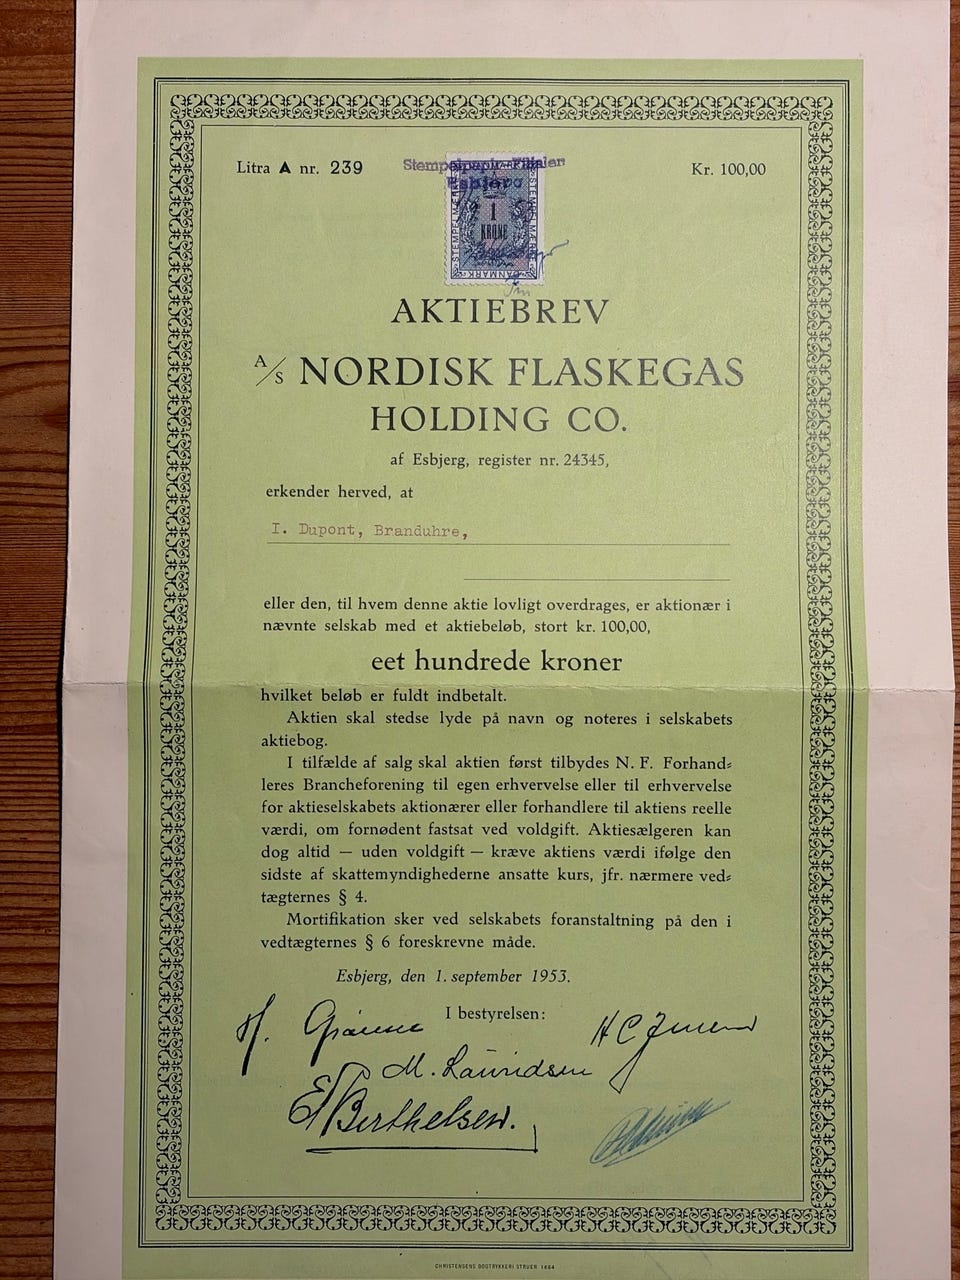 Litra A nr. 239
Kr. 100,00
Esbjerg
1
KRONE
DANMARK
AKTIEBREV
A/S NORDISK FLASKEGAS
HOLDING CO.
af Esbjerg, register nr. 24345,
erkender herved, at
I. Dupont, Branduhre,
eller den, til hvem denne aktie lovligt overdrages, er aktionær i
nævnte selskab med et aktiebeløb, stort kr. 100,00,
eet hundrede kroner
hvilket beløb er fuldt indbetalt.
Aktien skal stedse lyde på navn og noteres i selskabets
aktiebog.
I tilfælde af salg skal aktien først tilbydes N. F. Forhand⸗
leres Brancheforening til egen erhvervelse eller til erhvervelse
for aktieselskabets aktionærer eller forhandlere til aktiens reelle
værdi, om fornødent fastsat ved voldgift. Aktiesælgeren kan
dog altid — uden voldgift — kræve aktiens værdi ifølge den
sidste af skattemyndighederne ansatte kurs, jfr. nærmere ved⸗
tægternes § 4.
Mortifikation sker ved selskabets foranstaltning på den i
vedtægternes § 6 foreskrevne måde.
Esbjerg, den 1. september 1953.
I bestyrelsen:
M. Lauridsen
E Berthelsen.
CHRISTENSENS BOGTRYKKERI STRUER 1884